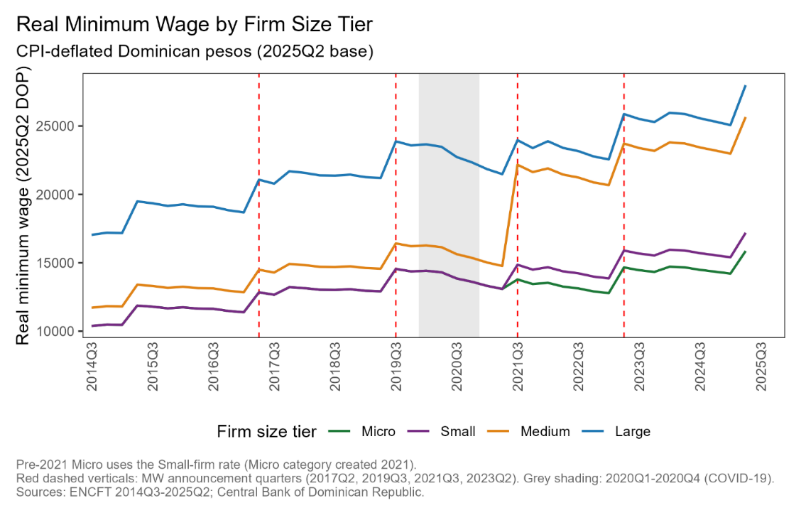 Real Minimum Wage by Firm Size Tier
CPI-deflated Dominican pesos (2025Q2 base)
Real minimum wage (2025Q2 DOP)
25000
20000
15000
10000
2014Q3
2015Q3
2016Q3
2017Q3
2018Q3
2019Q3
2020Q3
2021Q3
2022Q3
2023Q3
2024Q3
2025Q3
Firm size tier
Micro
Small
Medium
Large
Pre-2021 Micro uses the Small-firm rate (Micro category created 2021).
Red dashed verticals: MW announcement quarters (2017Q2, 2019Q3, 2021Q3, 2023Q2). Grey shading: 2020Q1-2020Q4 (COVID-19).
Sources: ENCFT 2014Q3-2025Q2; Central Bank of Dominican Republic.